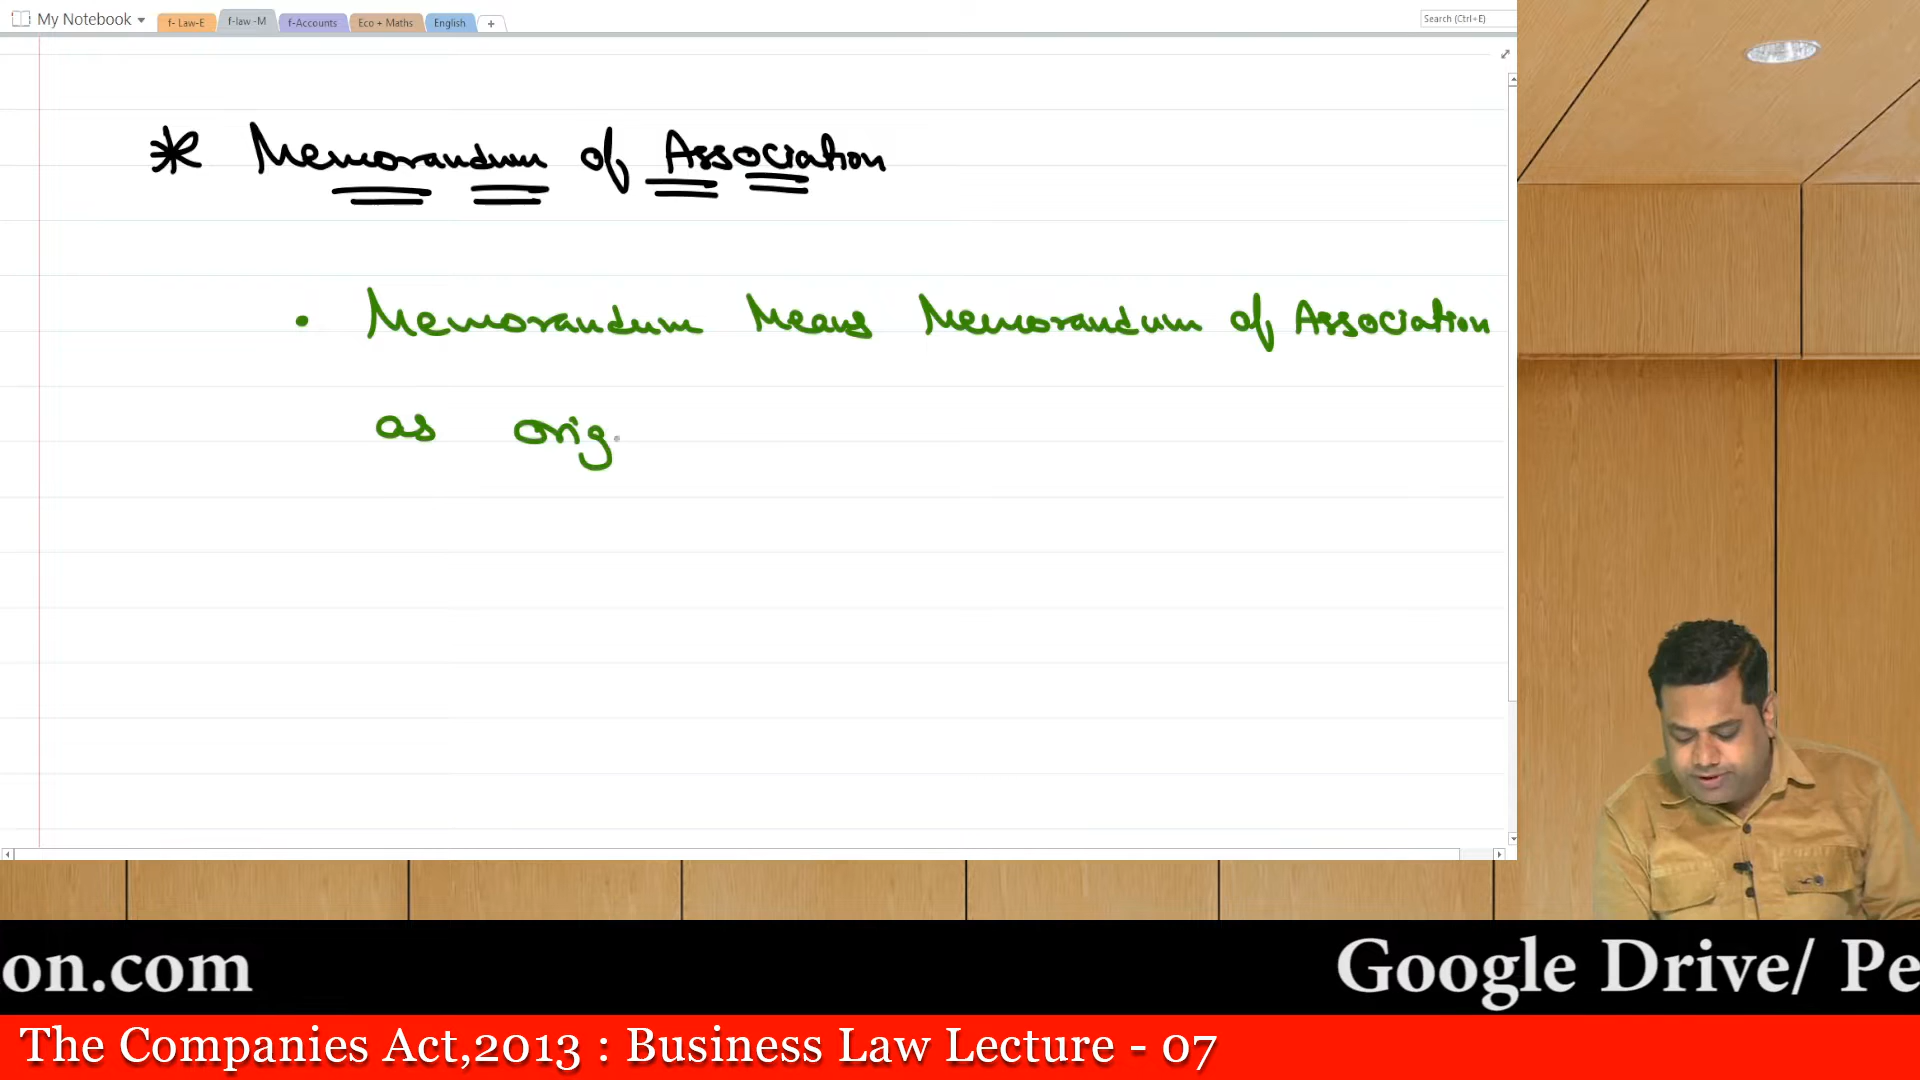 My Notebook
f- Law-E
f-law -M
f-Accounts
Eco + Maths
English
+
Search (Ctrl+E)
* Memorandum of Association
• Memorandum Means Memorandum of Association
as orig
on.com
Google Drive/ Pe
The Companies Act,2013 : Business Law Lecture - 07